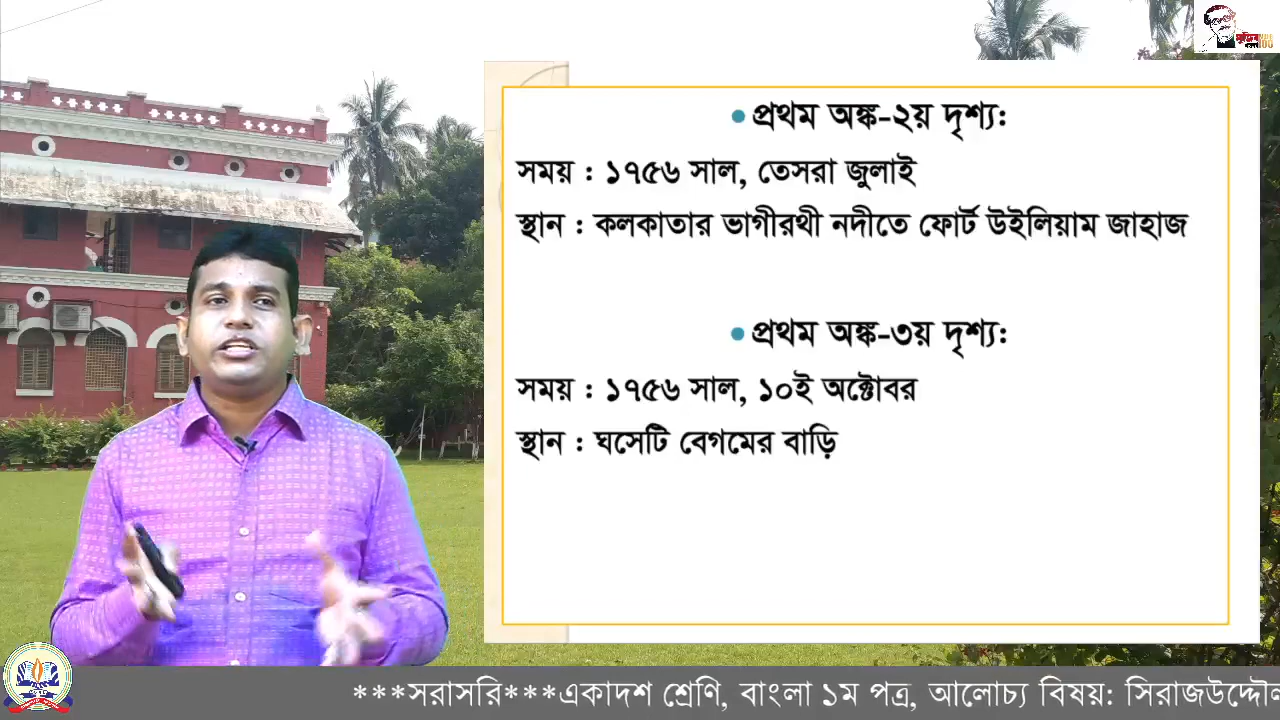 প্রথম অঙ্ক-২য় দৃশ্য:
সময় : ১৭৫৬ সাল, তেসরা জুলাই
স্থান : কলকাতার ভাগীরথী নদীতে ফোর্ট উইলিয়াম জাহাজ
প্রথম অঙ্ক-৩য় দৃশ্য:
সময় : ১৭৫৬ সাল, ১০ই অক্টোবর
স্থান : ঘসেটি বেগমের বাড়ি
***সরাসরি***একাদশ শ্রেণি, বাংলা ১ম পত্র, আলোচ্য বিষয়: সিরাজউদ্দৌল